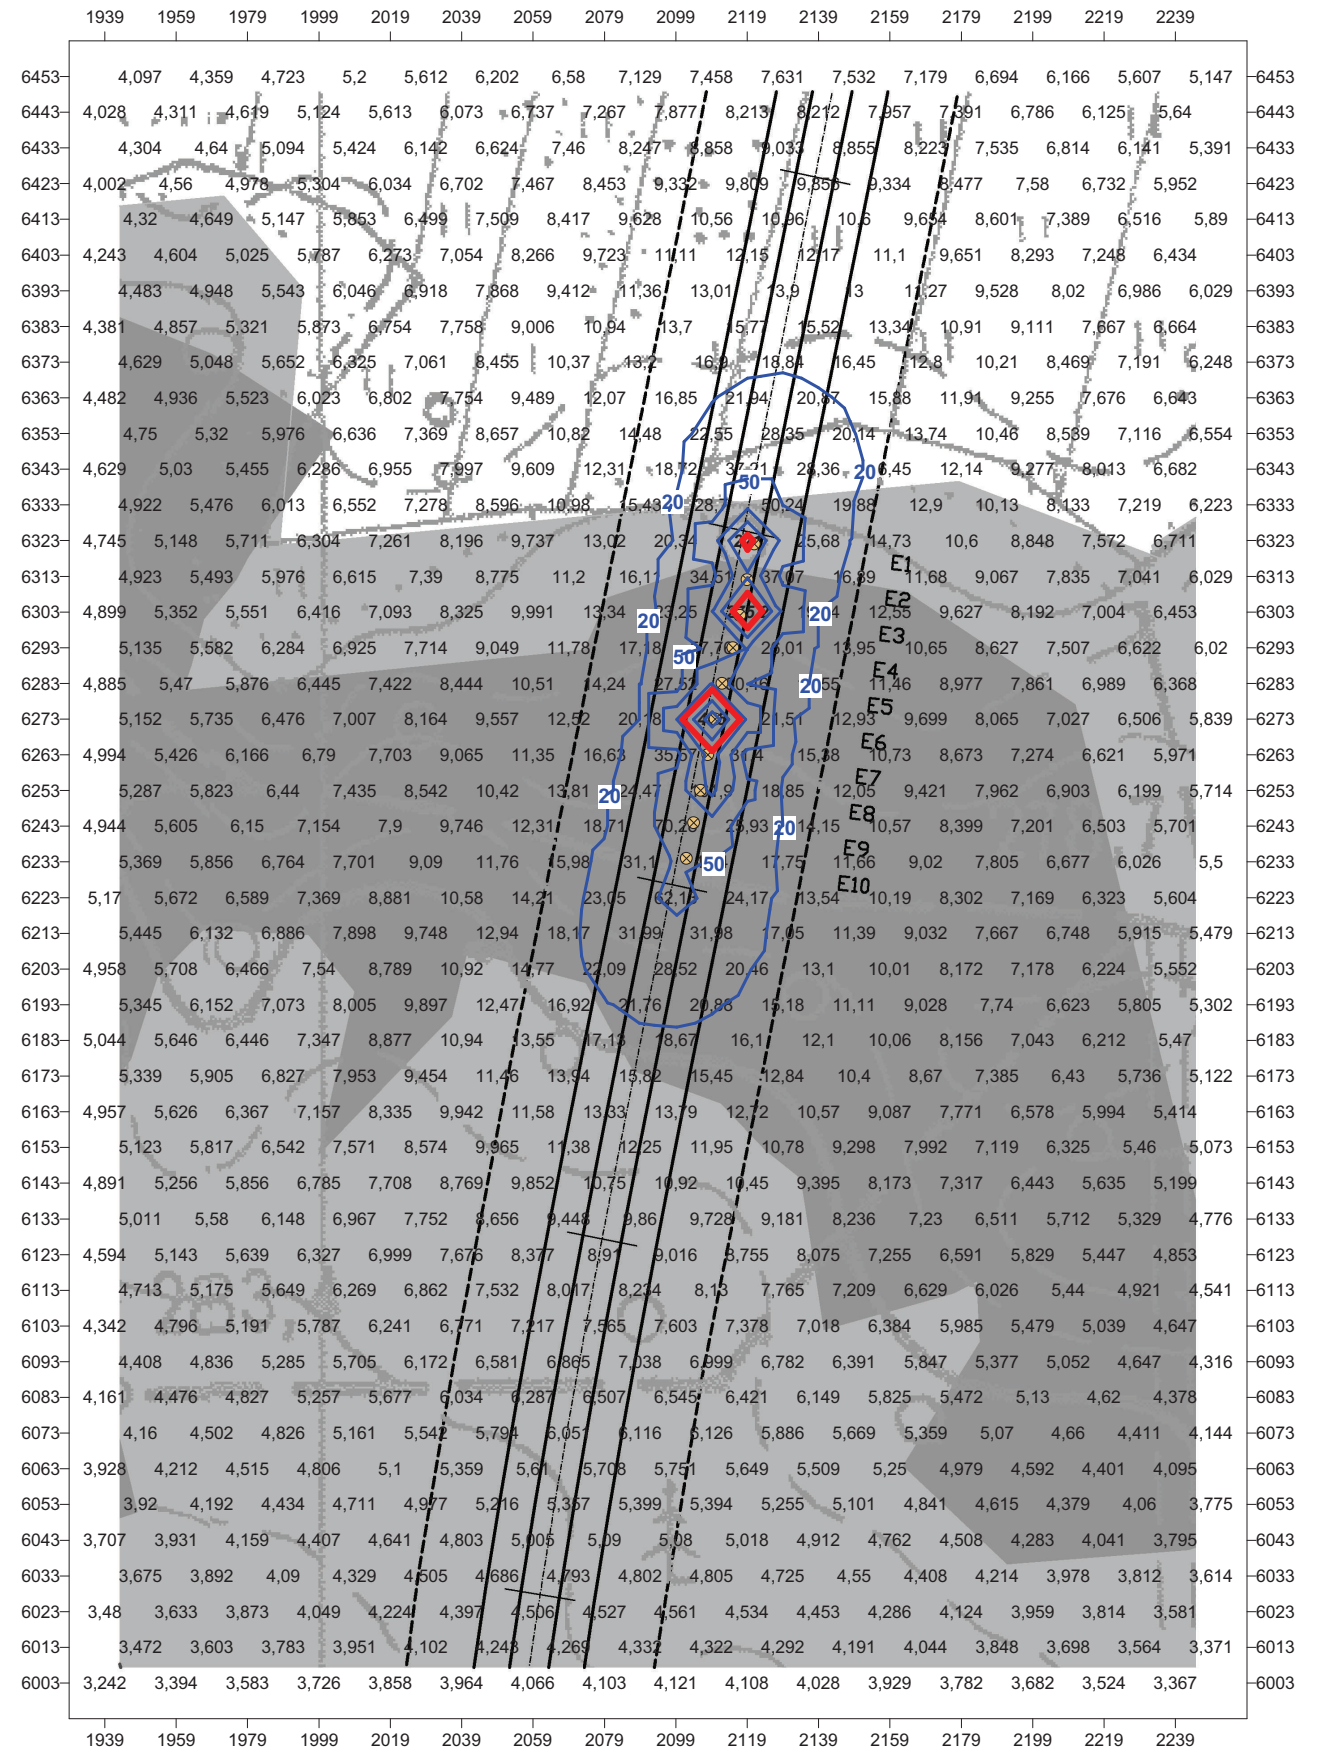 1939 1959 1979 1999 2019 2039 2059 2079 2099 2119 2139 2159 2179 2199 2219 2239
6453 4,097 4,359 4,723 5,2 5,612 6,202 6,58 7,129 7,458 7,631 7,532 7,179 6,694 6,166 5,607 5,147 6453
6443 4,028 4,311 4,619 5,124 5,613 6,073 6,737 7,267 7,877 8,213 8,212 7,957 7,391 6,786 6,125 5,64 6443
6433 4,304 4,64 5,094 5,424 6,142 6,624 7,46 8,247 8,858 9,033 8,855 8,223 7,535 6,814 6,141 5,391 6433
6423 4,002 4,56 4,978 5,304 6,034 6,702 7,467 8,453 9,332 9,809 9,856 9,334 8,477 7,58 6,732 5,952 6423
6413 4,32 4,649 5,147 5,853 6,499 7,509 8,417 9,628 10,56 10,96 10,6 9,654 8,601 7,389 6,516 5,89 6413
6403 4,243 4,604 5,025 5,787 6,273 7,054 8,266 9,723 11,11 12,15 12,17 11,1 9,651 8,293 7,248 6,434 6403
6393 4,483 4,948 5,543 6,046 6,918 7,868 9,412 11,36 13,01 13,9 13 11,27 9,528 8,02 6,986 6,029 6393
6383 4,381 4,857 5,321 5,873 6,754 7,758 9,006 10,94 13,7 15,77 15,52 13,34 10,91 9,111 7,667 6,664 6383
6373 4,629 5,048 5,652 6,325 7,061 8,455 10,37 13,2 16,9 18,84 16,45 12,8 10,21 8,469 7,191 6,248 6373
6363 4,482 4,936 5,523 6,023 6,802 7,754 9,489 12,07 16,85 21,94 20,87 15,88 11,91 9,255 7,676 6,643 6363
6353 4,75 5,32 5,976 6,636 7,369 8,657 10,82 14,48 22,55 28,35 20,14 13,74 10,46 8,539 7,116 6,554 6353
6343 4,629 5,03 5,455 6,286 6,955 7,997 9,609 12,31 18,72 37,21 28,36 20 16,45 12,14 9,277 8,013 6,682 6343
50
6333 4,922 5,476 6,013 6,552 7,278 8,596 10,98 15,43 20 28,7 50,24 19,88 12,9 10,13 8,133 7,219 6,223 6333
6323 4,745 5,148 5,711 6,304 7,261 8,196 9,737 13,02 20,34 25,68 14,73 10,6 8,848 7,572 6,711 6323
E1
6313 4,923 5,493 5,976 6,615 7,39 8,775 11,2 16,11 34,51 37,07 16,89 11,68 9,067 7,835 7,041 6,029 6313
E2
6303 4,899 5,352 5,551 6,416 7,093 8,325 9,991 13,34 23,25 20 12,55 9,627 8,192 7,004 6,453 6303
20
E3
6293 5,135 5,582 6,284 6,925 7,714 9,049 11,78 17,18 26,01 13,95 10,65 8,627 7,507 6,622 6,02 6293
50
E4
6283 4,885 5,47 5,876 6,445 7,422 8,444 10,51 14,24 27,52 20 11,46 8,977 7,861 6,989 6,368 6283
E5
6273 5,152 5,735 6,476 7,007 8,164 9,557 12,52 20,18 21,51 12,93 9,699 8,065 7,027 6,506 5,839 6273
E6
6263 4,994 5,426 6,166 6,79 7,703 9,065 11,35 16,63 35,57 31,4 15,38 10,73 8,673 7,274 6,621 5,971 6263
E7
6253 5,287 5,823 6,44 7,435 8,542 10,42 13,81 20 24,47 18,85 12,05 9,421 7,962 6,903 6,199 5,714 6253
E8
6243 4,944 5,605 6,15 7,154 7,9 9,746 12,31 18,71 70,26 25,93 20 14,15 10,57 8,399 7,201 6,503 5,701 6243
E9
6233 5,369 5,856 6,764 7,701 9,09 11,76 15,98 31,1 50 17,75 11,66 9,02 7,805 6,677 6,026 5,5 6233
E10
6223 5,17 5,672 6,589 7,369 8,881 10,58 14,21 23,05 62,13 24,17 13,54 10,19 8,302 7,169 6,323 5,604 6223
6213 5,445 6,132 6,886 7,898 9,748 12,94 18,17 31,99 31,98 17,05 11,39 9,032 7,667 6,748 5,915 5,479 6213
6203 4,958 5,708 6,466 7,54 8,789 10,92 14,77 22,09 28,52 20,46 13,1 10,01 8,172 7,178 6,224 5,552 6203
6193 5,345 6,152 7,073 8,005 9,897 12,47 16,92 21,76 20,88 15,18 11,11 9,028 7,74 6,623 5,805 5,302 6193
6183 5,044 5,646 6,446 7,347 8,877 10,94 13,55 17,13 18,67 16,1 12,1 10,06 8,156 7,043 6,212 5,47 6183
6173 5,339 5,905 6,827 7,953 9,454 11,46 13,94 15,82 15,45 12,84 10,4 8,67 7,385 6,43 5,736 5,122 6173
6163 4,957 5,626 6,367 7,157 8,335 9,942 11,58 13,33 13,79 12,72 10,57 9,087 7,771 6,578 5,994 5,414 6163
6153 5,123 5,817 6,542 7,571 8,574 9,965 11,38 12,25 11,95 10,78 9,298 7,992 7,119 6,325 5,46 5,073 6153
6143 4,891 5,256 5,856 6,785 7,708 8,769 9,852 10,75 10,92 10,45 9,395 8,173 7,317 6,443 5,635 5,199 6143
6133 5,011 5,58 6,148 6,967 7,752 8,656 9,448 9,86 9,728 9,181 8,236 7,23 6,511 5,712 5,329 4,776 6133
6123 4,594 5,143 5,639 6,327 6,999 7,676 8,377 8,91 9,016 8,755 8,075 7,255 6,591 5,829 5,447 4,853 6123
6113 4,713 5,175 5,649 6,269 6,862 7,532 8,017 8,234 8,13 7,765 7,209 6,629 6,026 5,44 4,921 4,541 6113
6103 4,342 4,796 5,191 5,787 6,241 6,771 7,217 7,565 7,603 7,378 7,018 6,384 5,985 5,479 5,039 4,647 6103
6093 4,408 4,836 5,285 5,705 6,172 6,581 6,865 7,038 6,999 6,782 6,391 5,847 5,377 5,052 4,647 4,316 6093
6083 4,161 4,476 4,827 5,257 5,677 6,034 6,287 6,507 6,545 6,421 6,149 5,825 5,472 5,13 4,62 4,378 6083
6073 4,16 4,502 4,826 5,161 5,542 5,794 6,051 6,116 6,126 5,886 5,669 5,359 5,07 4,66 4,411 4,144 6073
6063 3,928 4,212 4,515 4,806 5,1 5,359 5,61 5,708 5,751 5,649 5,509 5,25 4,979 4,592 4,401 4,095 6063
6053 3,92 4,192 4,434 4,711 4,977 5,216 5,357 5,399 5,394 5,255 5,101 4,841 4,615 4,379 4,06 3,775 6053
6043 3,707 3,931 4,159 4,407 4,641 4,803 5,005 5,09 5,08 5,018 4,912 4,762 4,508 4,283 4,041 3,795 6043
6033 3,675 3,892 4,09 4,329 4,505 4,686 4,793 4,802 4,805 4,725 4,55 4,408 4,214 3,978 3,812 3,614 6033
6023 3,48 3,633 3,873 4,049 4,224 4,397 4,506 4,527 4,561 4,534 4,453 4,286 4,124 3,959 3,814 3,581 6023
6013 3,472 3,603 3,783 3,951 4,102 4,243 4,269 4,332 4,322 4,292 4,191 4,044 3,848 3,698 3,564 3,371 6013
6003 3,242 3,394 3,583 3,726 3,858 3,964 4,066 4,103 4,121 4,108 4,028 3,929 3,782 3,682 3,524 3,367 6003
1939 1959 1979 1999 2019 2039 2059 2079 2099 2119 2139 2159 2179 2199 2219 2239